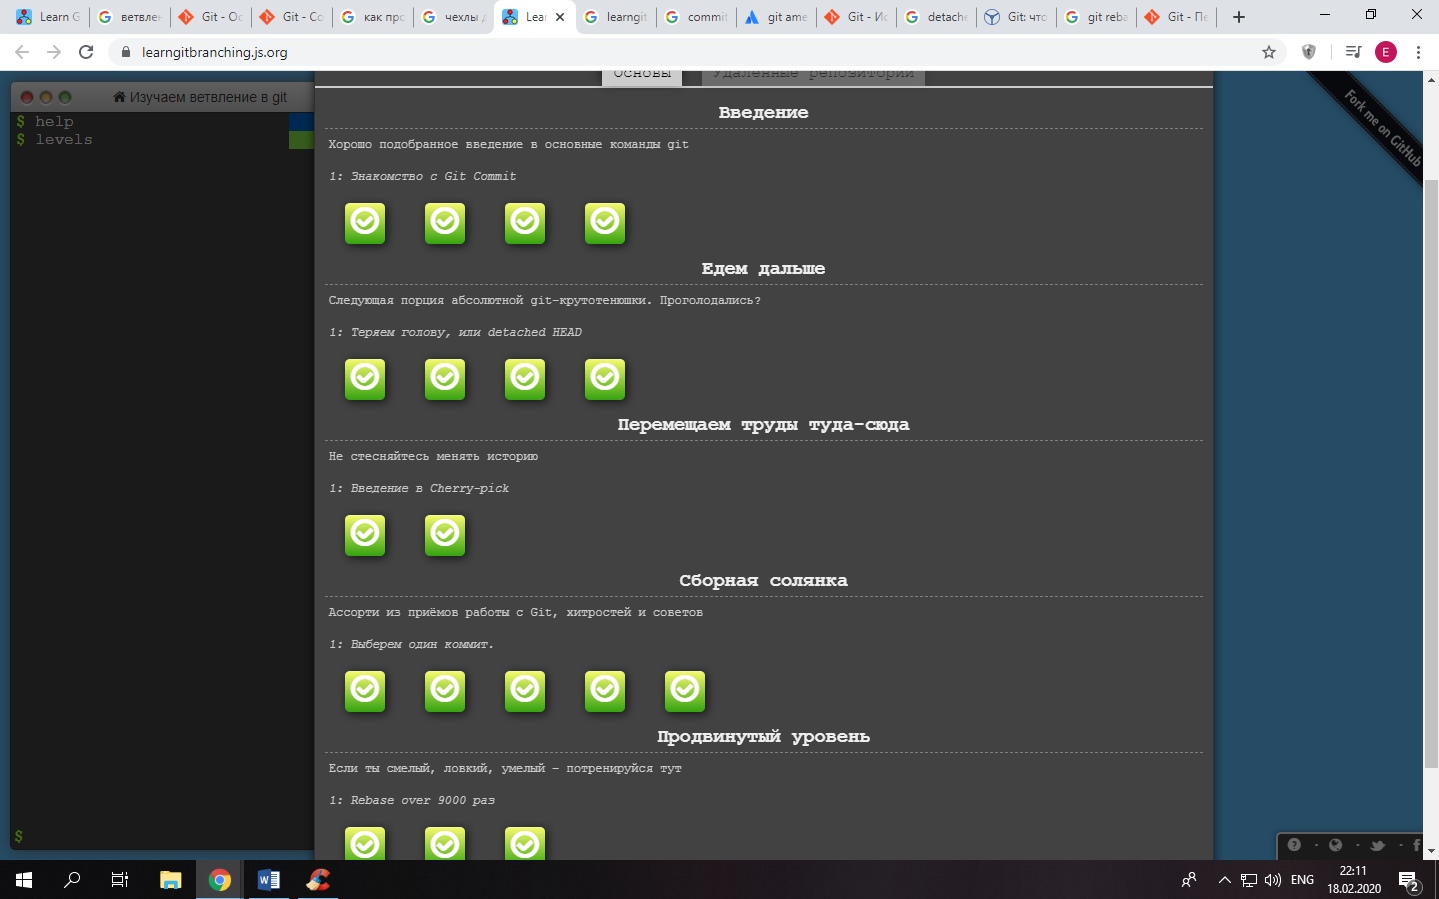 Learn G
ветвлен
Git - Ос
Git - Со
как про
чехлы д
Lear
learngit
commit
git ame
Git - Ис
detache
Git: что
git reba
Git - Пе
learngitbranching.js.org
E
Основы
Удаленные репозитории
Изучаем ветвление в git
$ help
$ levels
$
Введение
Хорошо подобранное введение в основные команды git
1: Знакомство с Git Commit
Едем дальше
Следующая порция абсолютной git-крутотенюшки. Проголодались?
1: Теряем голову, или detached HEAD
Перемещаем труды туда-сюда
Не стесняйтесь менять историю
1: Введение в Cherry-pick
Сборная солянка
Ассорти из приёмов работы с Git, хитростей и советов
1: Выберем один коммит.
Продвинутый уровень
Если ты смелый, ловкий, умелый - потренируйся тут
1: Rebase over 9000 раз
Fork me on GitHub
ENG
22:11
18.02.2020
2